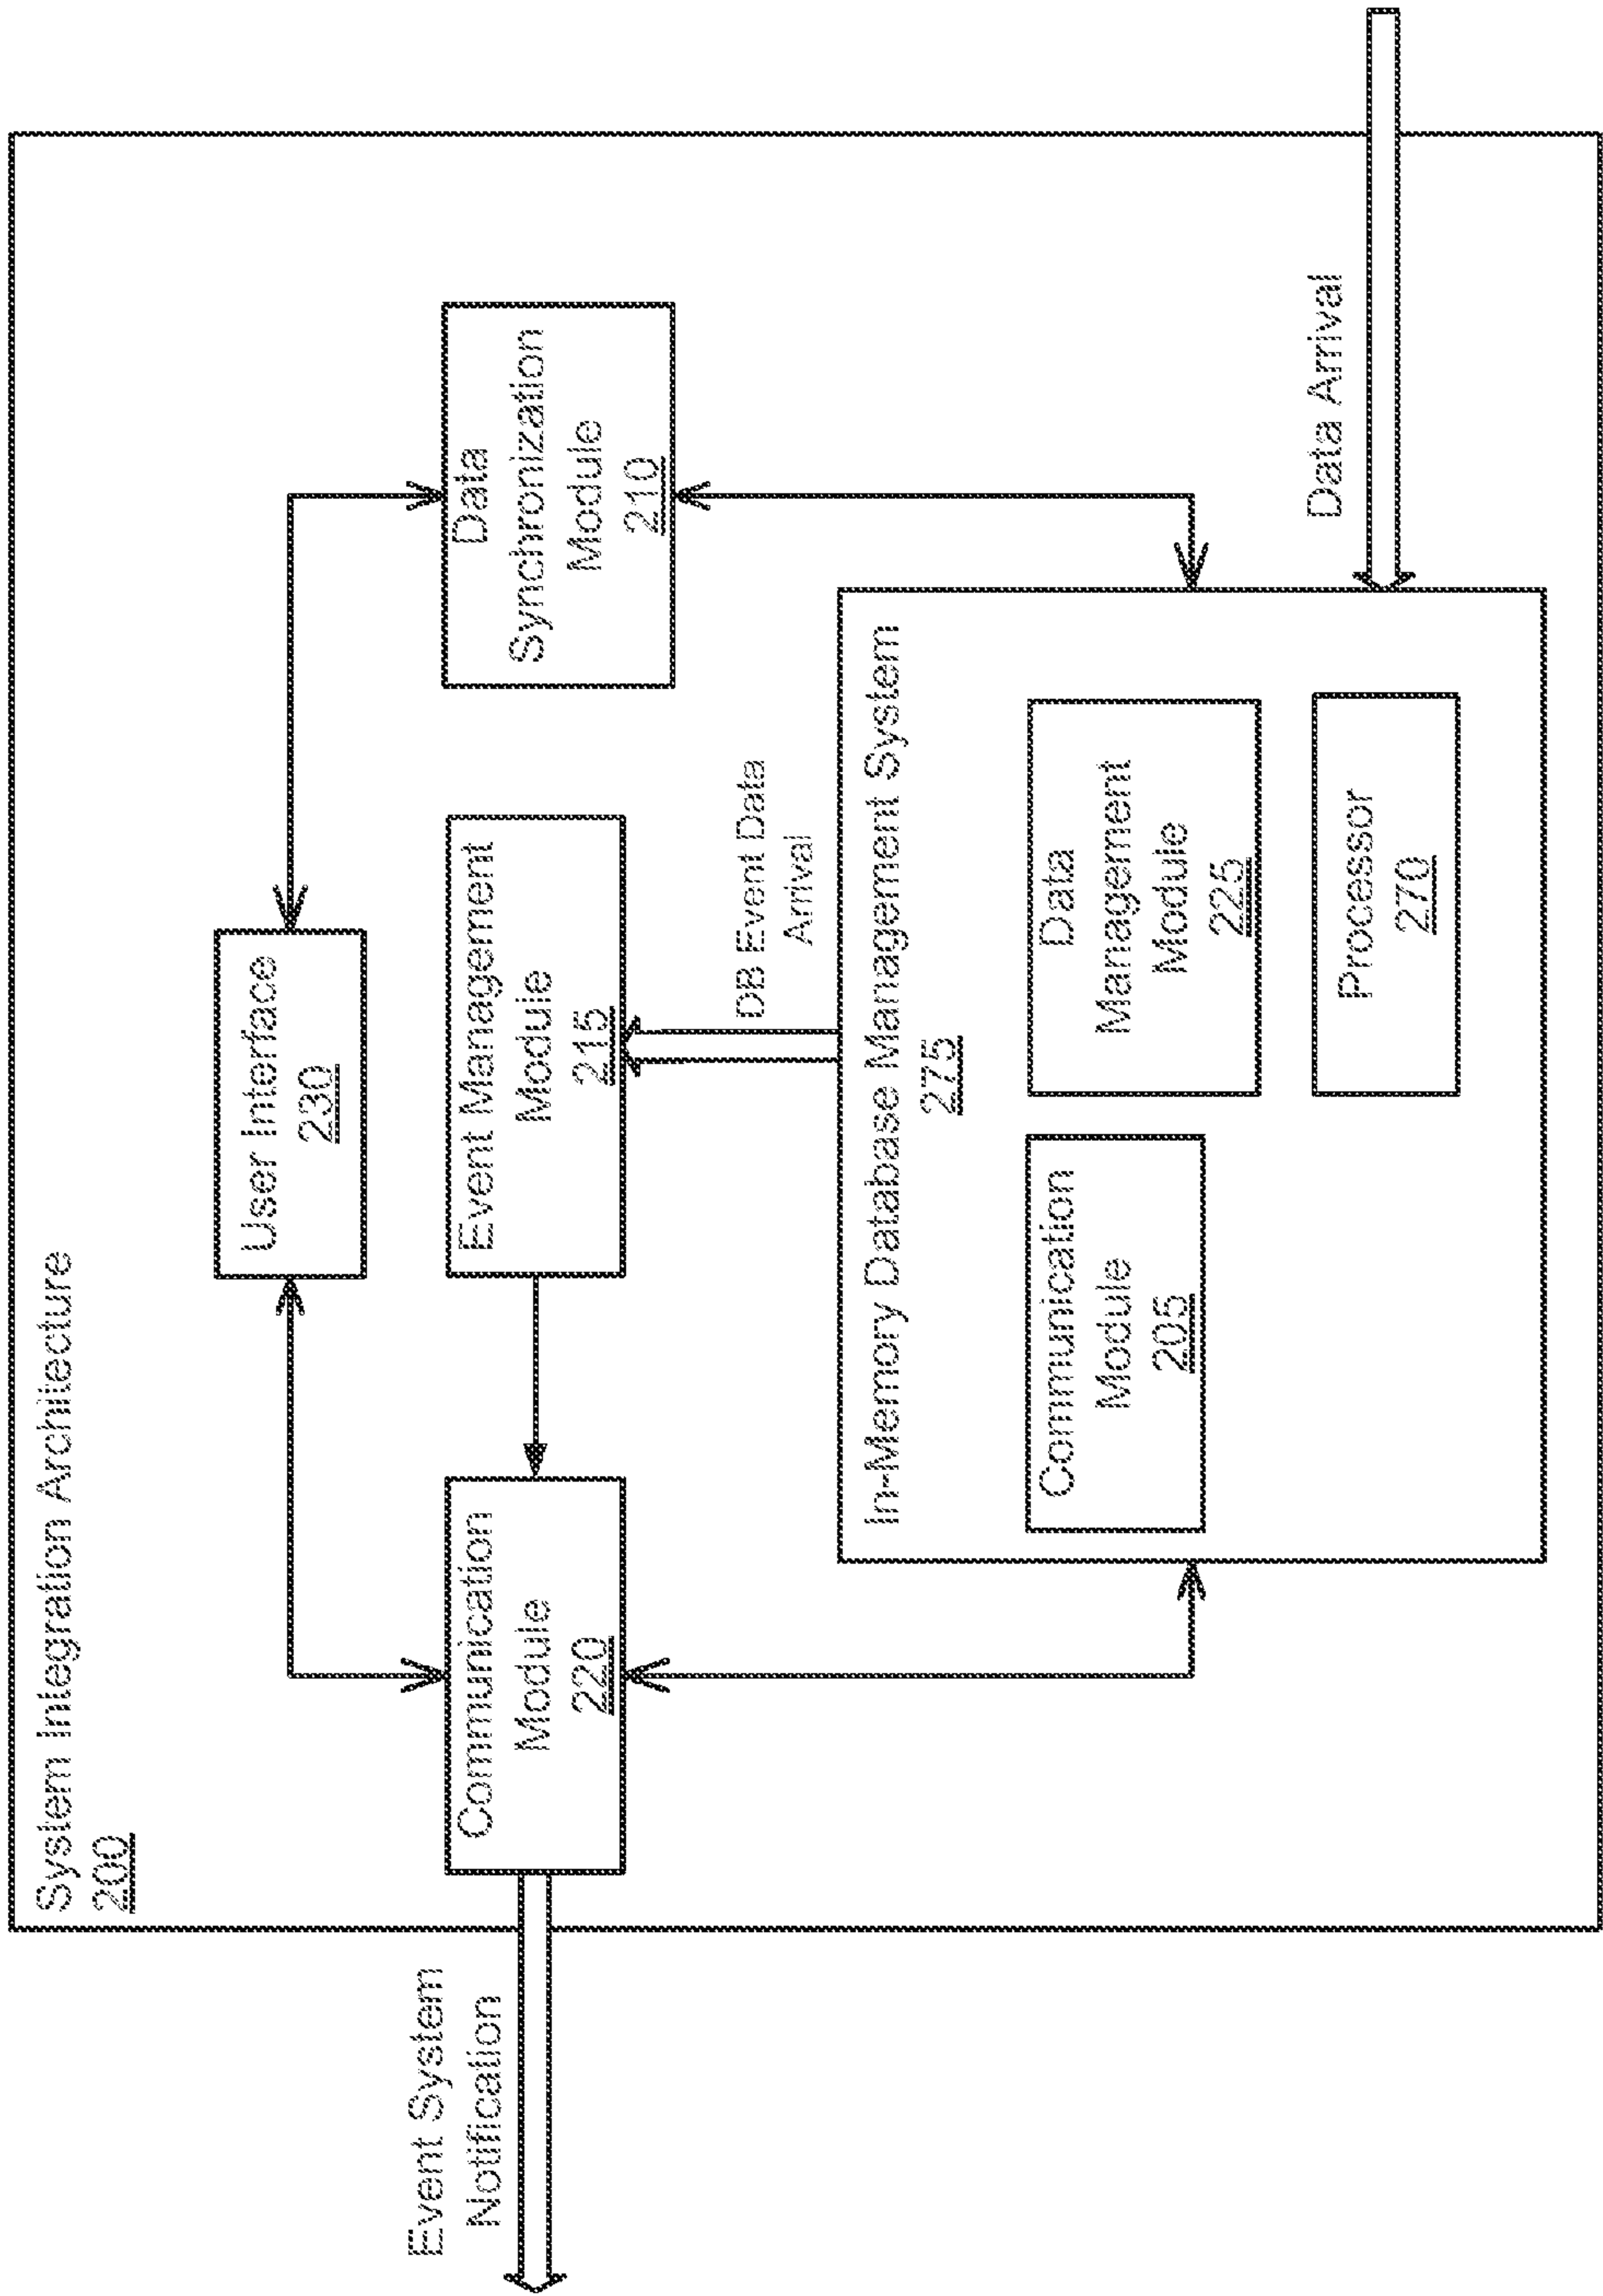 System Integration Architecture
200
User Interface
230
Event System
Notification
Communication
Module
220
Event Management
Module
215
Data
Synchronization
Module
210
DB Event Data
Arrival
In-Memory Database Management System
275
Communication
Module
205
Data
Management
Module
225
Processor
270
Data Arrival